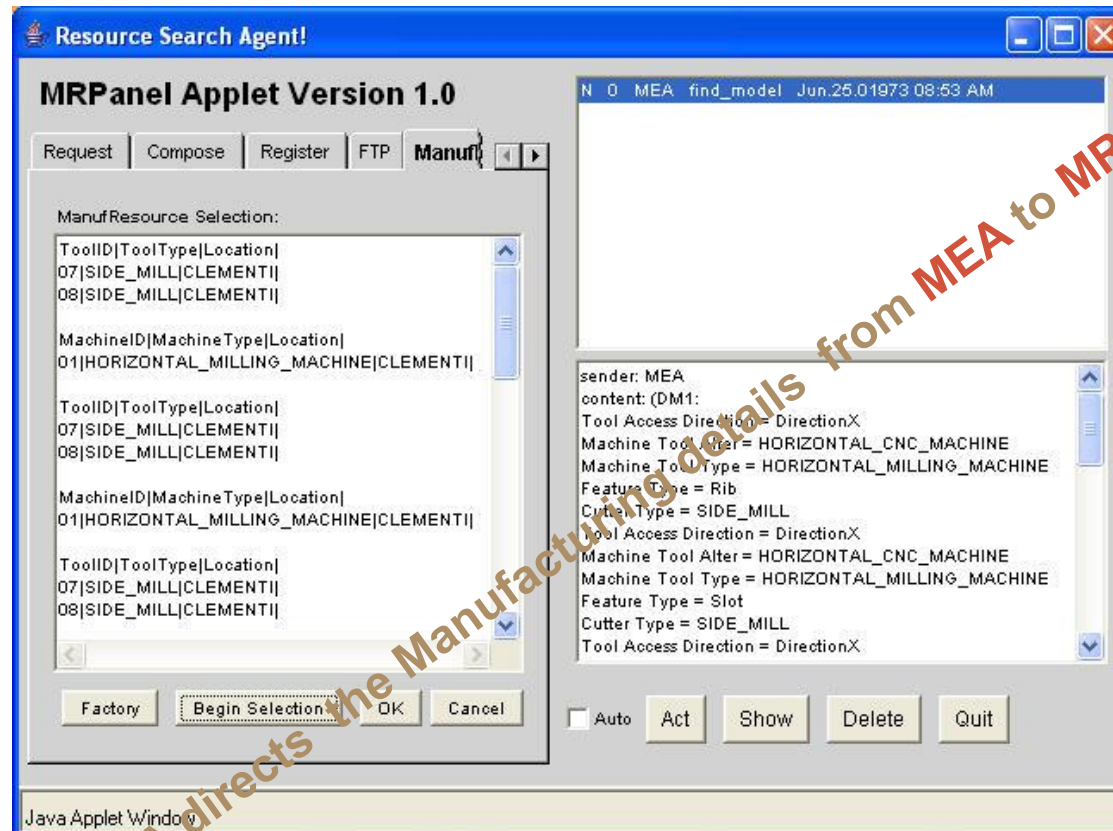 Resource Search Agent!
MRPanel Applet Version 1.0
Request Compose Register FTP
ManufResource Selection:
ToolID|ToolType|Location|
07|SIDE_MILL|CLEMENTI|
08|SIDE_MILL|CLEMENTI|
MachineID|MachineType|Location|
01|HORIZONTAL_MILLING_MACHINE|CLEMENTI|
ToolID|ToolType|Location|
07|SIDE_MILL|CLEMENTI|
08|SIDE_MILL|CLEMENTI|
MachineID|MachineType|Location|
01|HORIZONTAL_MILLING_MACHINE|CLEMENTI|
ToolID|ToolType|Location|
07|SIDE_MILL|CLEMENTI|
08|SIDE_MILL|CLEMENTI|
Factory Begin Selection OK Cancel
N 0 MEA find_model Jun.25.01973 08:53 AM
sender: MEA
content: (DM1:
Tool Access Direction = DirectionX
Machine Tool Alter = HORIZONTAL_CNC_MACHINE
Machine Tool Type = HORIZONTAL_MILLING_MACHINE
Feature Type = Rib
Cutter Type = SIDE_MILL
Tool Access Direction = DirectionX
Machine Tool Alter = HORIZONTAL_CNC_MACHINE
Machine Tool Type = HORIZONTAL_MILLING_MACHINE
Feature Type = Slot
Cutter Type = SIDE_MILL
Tool Access Direction = DirectionX
Auto Act Show Delete Quit
Java Applet Window
directs the Manufacturing details from MEA to